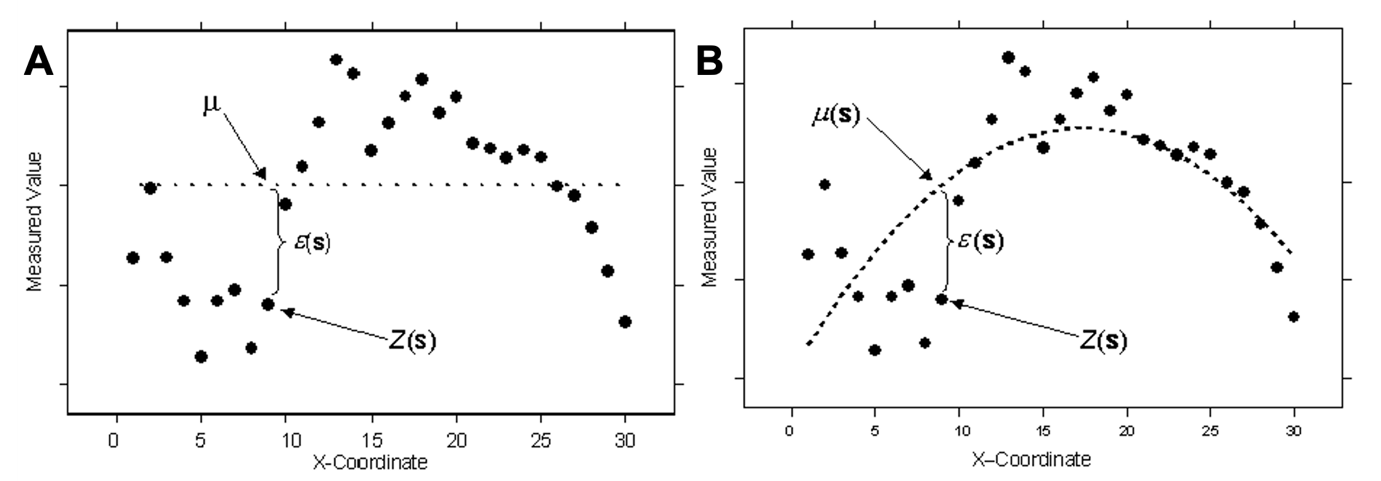 A
μ
ε(s)
Z(s)
Measured Value
0 5 10 15 20 25 30
X-Coordinate
B
μ(s)
ε(s)
Z(s)
Measured Value
0 5 10 15 20 25 30
X–Coordinate